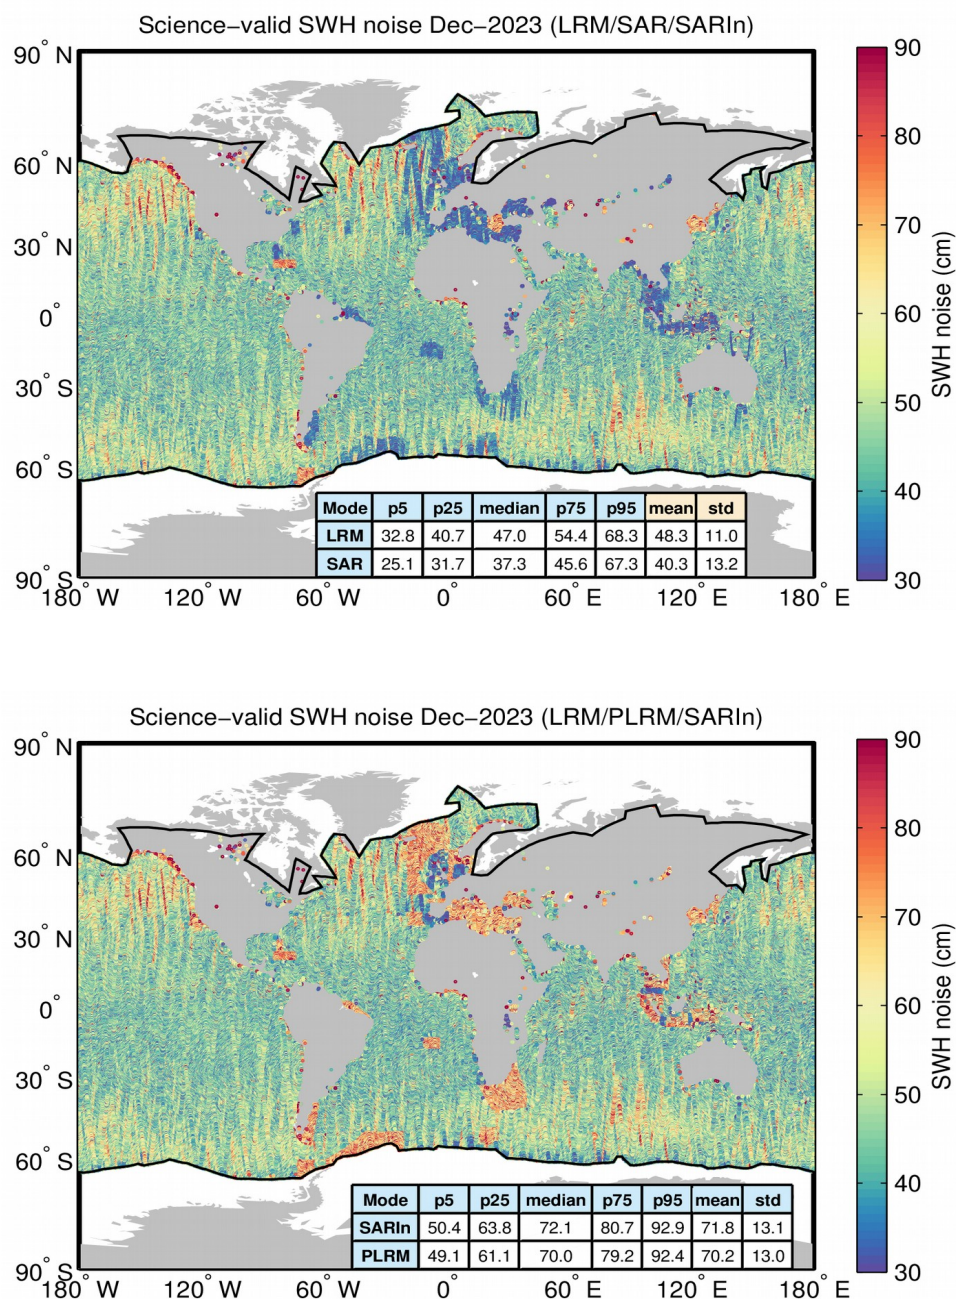 Science−valid SWH noise Dec−2023 (LRM/SAR/SARIn)
90° N
60° N
30° N
0°
30° S
60° S
90° S
180° W
120° W
60° W
0°
60° E
120° E
180° E
Mode p5 p25 median p75 p95 mean std
LRM 32.8 40.7 47.0 54.4 68.3 48.3 11.0
SAR 25.1 31.7 37.3 45.6 67.3 40.3 13.2
90
80
70
60
50
40
30
SWH noise (cm)
Science−valid SWH noise Dec−2023 (LRM/PLRM/SARIn)
90° N
60° N
30° N
0°
30° S
60° S
90° S
180° W
120° W
60° W
0°
60° E
120° E
180° E
Mode p5 p25 median p75 p95 mean std
SARIn 50.4 63.8 72.1 80.7 92.9 71.8 13.1
PLRM 49.1 61.1 70.0 79.2 92.4 70.2 13.0
90
80
70
60
50
40
30
SWH noise (cm)